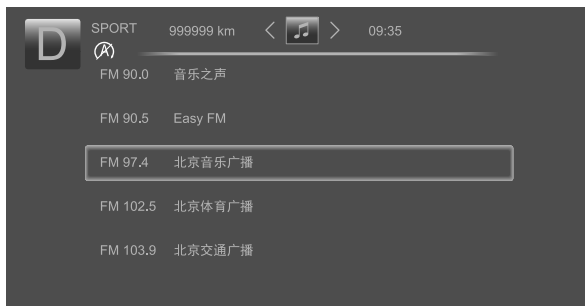 D
SPORT 999999 km 09:35
A
FM 90.0 音乐之声
FM 90.5 Easy FM
FM 97.4 北京音乐广播
FM 102.5 北京体育广播
FM 103.9 北京交通广播